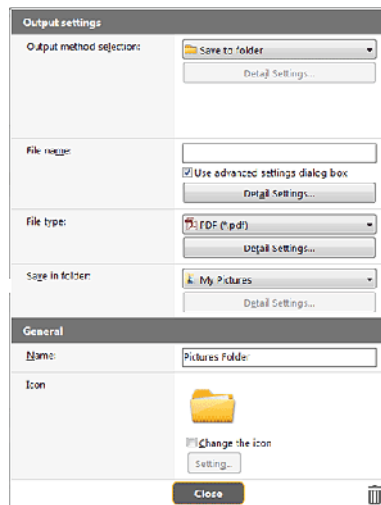 Output settings
Output method selection:
Save to folder
Detail Settings...
File name:
Use advanced settings dialog box
Detail Settings...
File type:
PDF (*.pdf)
Detail Settings...
Save in folder:
My Pictures
Detail Settings...
General
Name:
Pictures Folder
Icon
Change the icon
Setting...
Close